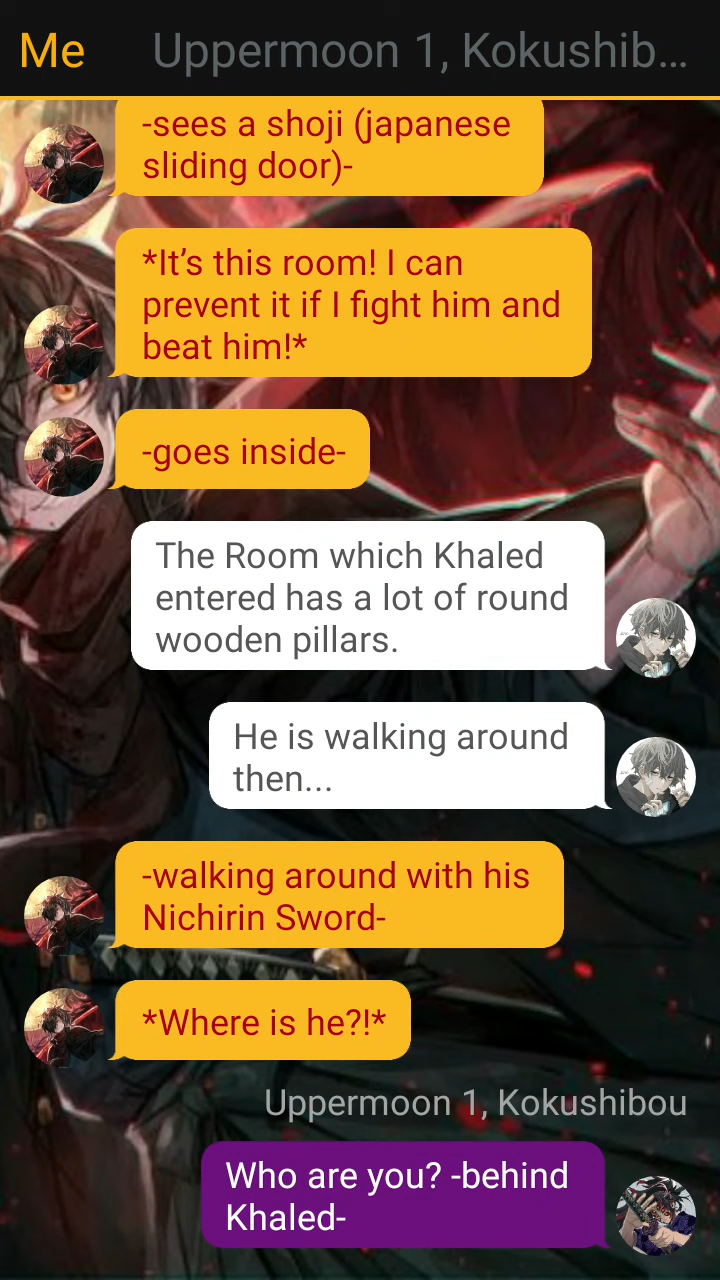 Me
Uppermoon 1, Kokushib...
-sees a shoji (japanese
sliding door)-
*It’s this room! I can
prevent it if I fight him and
beat him!*
-goes inside-
The Room which Khaled
entered has a lot of round
wooden pillars.
He is walking around
then...
-walking around with his
Nichirin Sword-
*Where is he?!*
Uppermoon 1, Kokushibou
Who are you? -behind
Khaled-